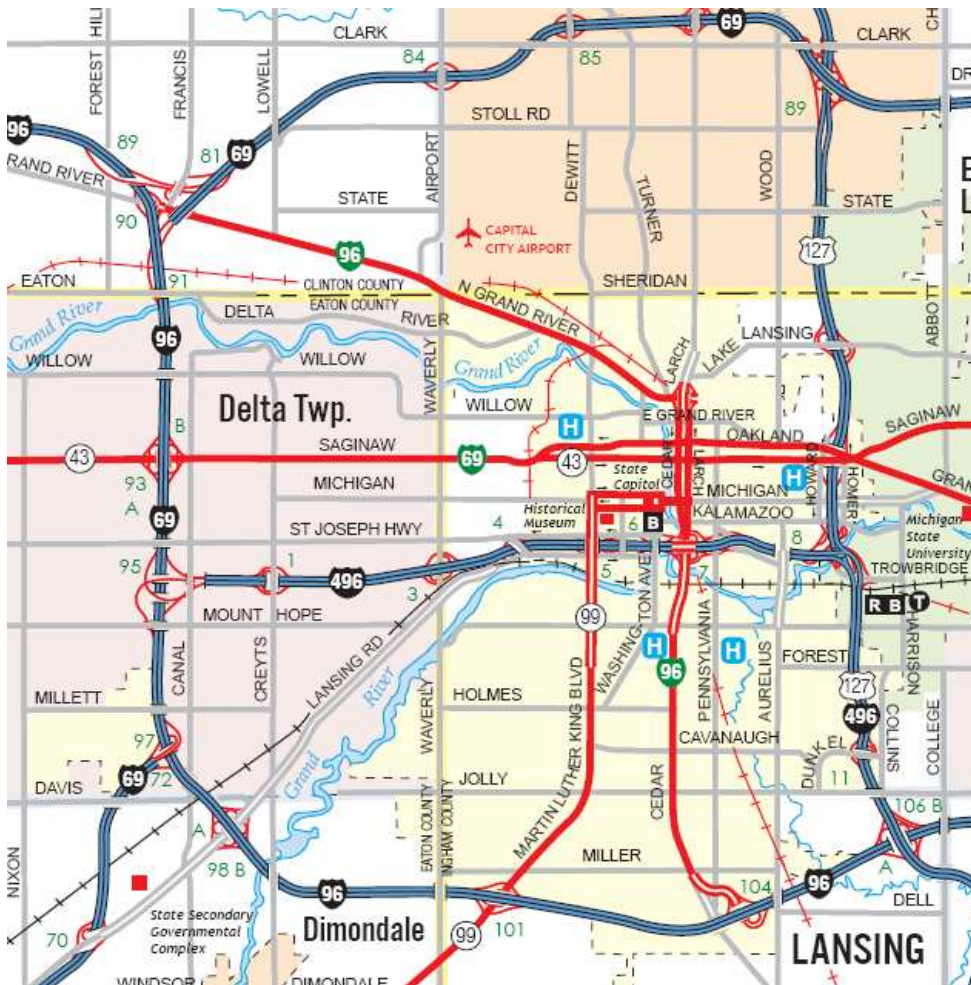 FOREST HILL
FRANCIS
LOWELL
CLARK
84
85
69
CLARK
STOLL RD
89
96
89
81
69
RAND RIVER
90
STATE
AIRPORT
DEWITT
TURNER
WOOD
STATE
CAPITAL
CITY AIRPORT
96
127
EATON
91
CLINTON COUNTY
EATON COUNTY
SHERIDAN
ABBOTT
DELTA
RIVER
N GRAND RIVER
LANSING
Grand River
96
WILLOW
WILLOW
WAVERLY
Grand River
LARCH
LAKE
WILLOW
E GRAND RIVER
Delta Twp.
B
SAGINAW
43
69
H
43
CEDAR
LARCH
OAKLAND
SAGINAW
GRAN
93
A
MICHIGAN
State
Capitol
MICHIGAN
H
HOWARD
HOMER
KALAMAZOO
69
ST JOSEPH HWY
4
Historical
Museum
6
B
8
Michigan
State
University
TROWBRIDGE
95
1
496
3
5
7
R B T
MOUNT HOPE
99
WASHINGTON AVE
H
H
PENNSYLVANIA
AURELIUS
FOREST
HARRISON
CANAL
CREYTS
LANSING RD
River
Grand
WAVERLY
96
127
MILLETT
HOLMES
496
97
72
69
CAVANAUGH
DUNKEL
COLLINS
COLLEGE
11
DAVIS
JOLLY
EATON COUNTY
INGHAM COUNTY
MARTIN LUTHER KING BLVD
CEDAR
106 B
A
98 B
MILLER
NIXON
96
104
96
A
DELL
State Secondary
Governmental
Complex
70
Dimondale
99
101
LANSING
WINDSOR
DIMONDALE